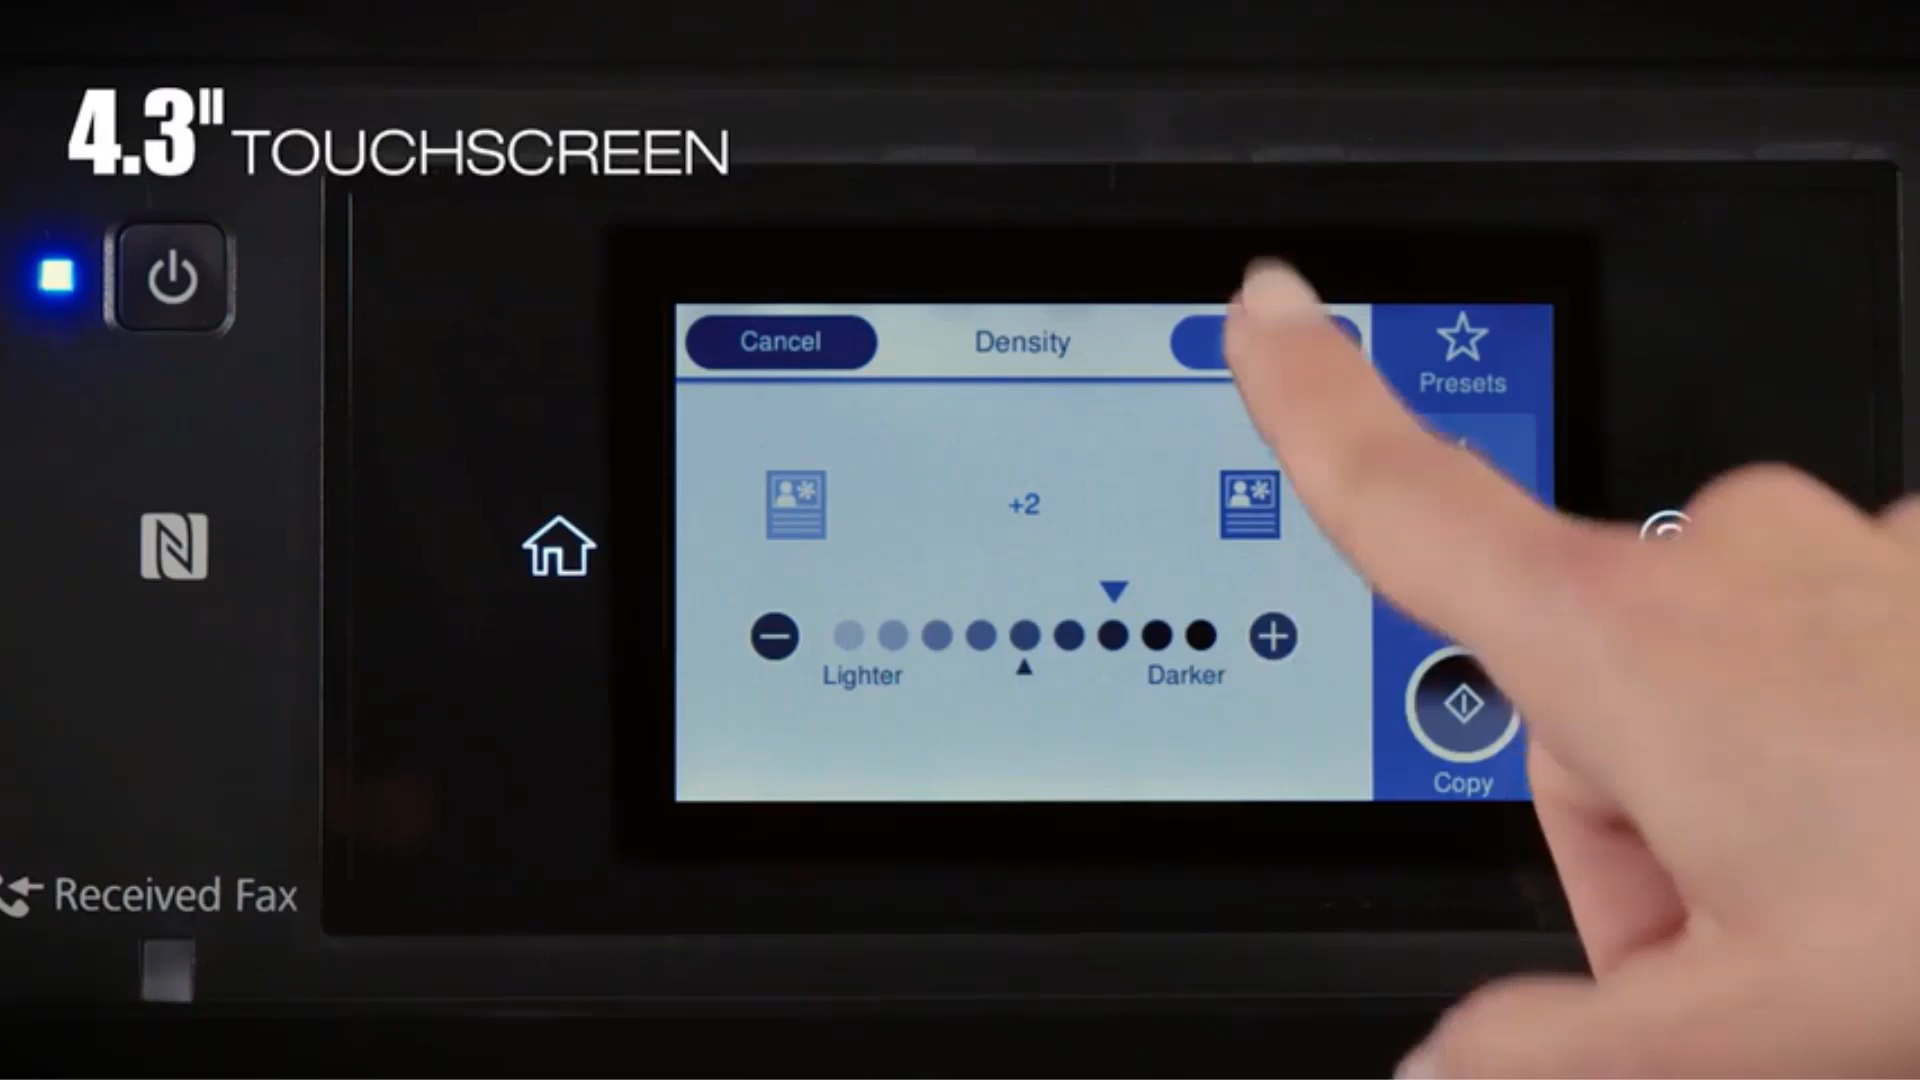 4.3" TOUCHSCREEN
Cancel
Density
Presets
+2
Lighter
Darker
Copy
Received Fax